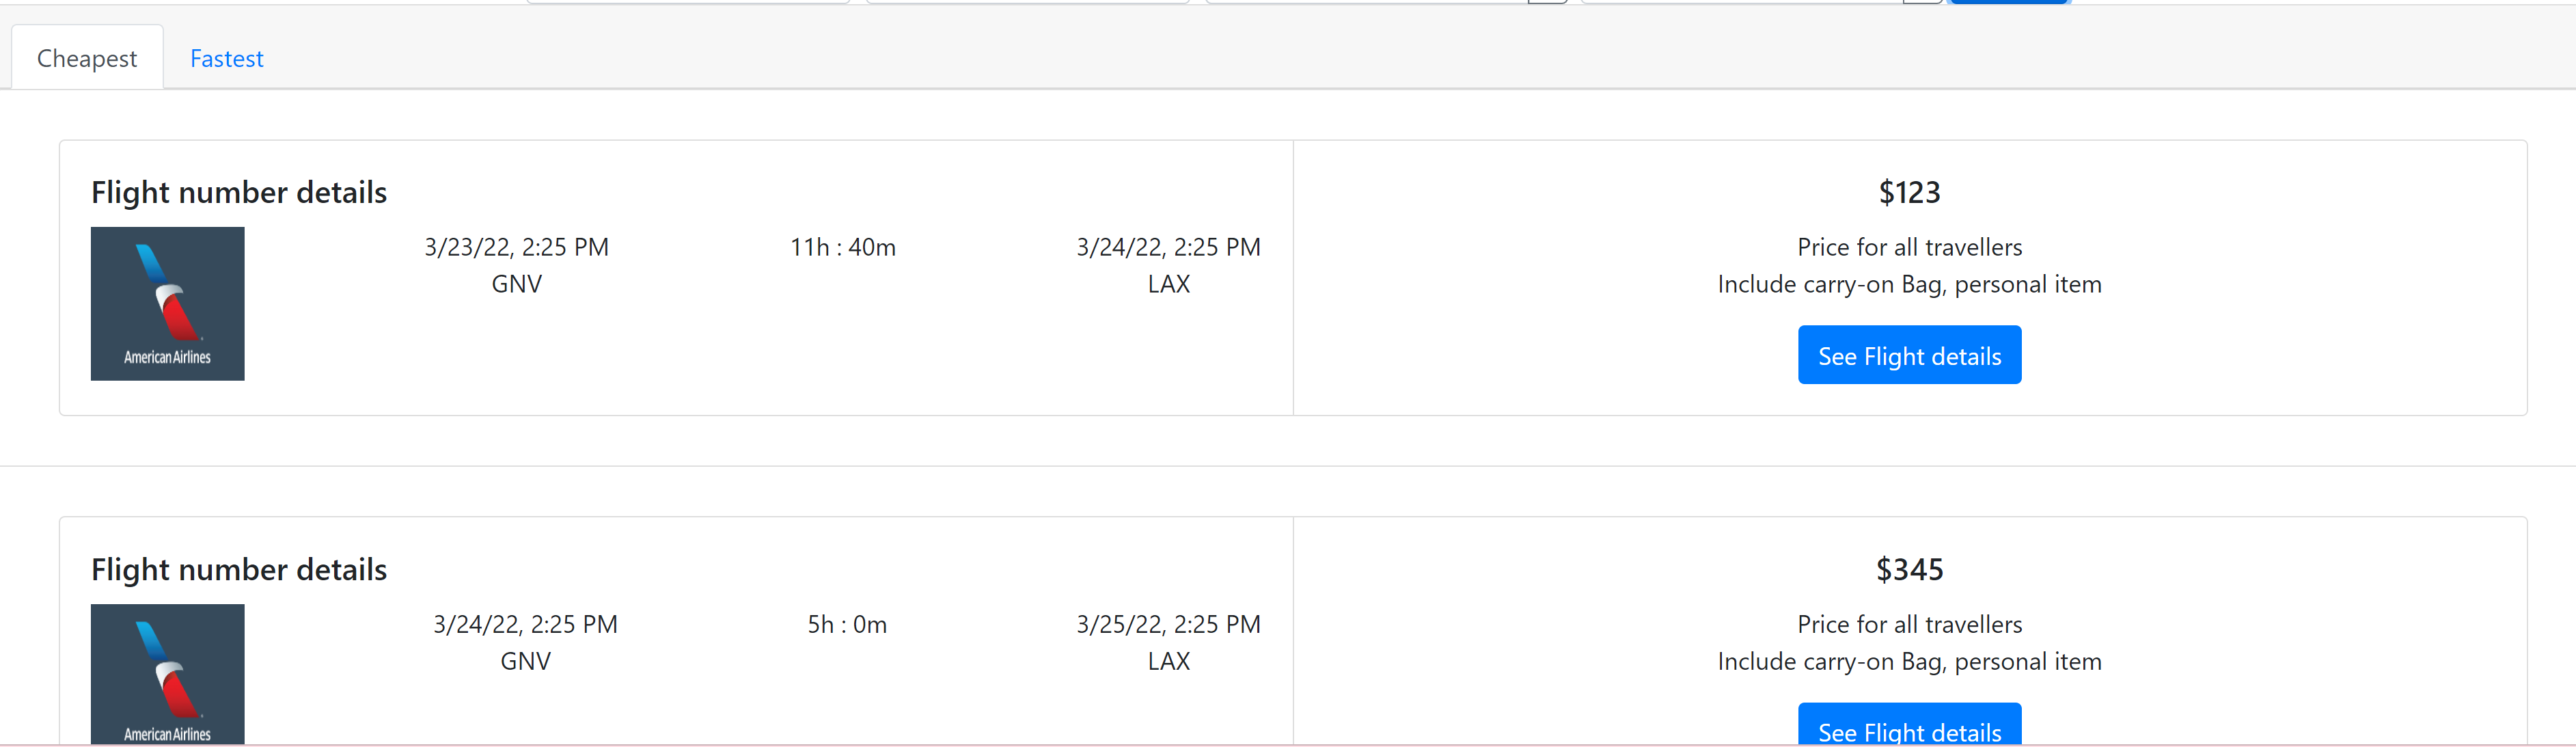 Cheapest
Fastest
Flight number details
American Airlines
3/23/22, 2:25 PM
GNV
11h : 40m
3/24/22, 2:25 PM
LAX
$123
Price for all travellers
Include carry-on Bag, personal item
See Flight details
Flight number details
American Airlines
3/24/22, 2:25 PM
GNV
5h : 0m
3/25/22, 2:25 PM
LAX
$345
Price for all travellers
Include carry-on Bag, personal item
See Flight details